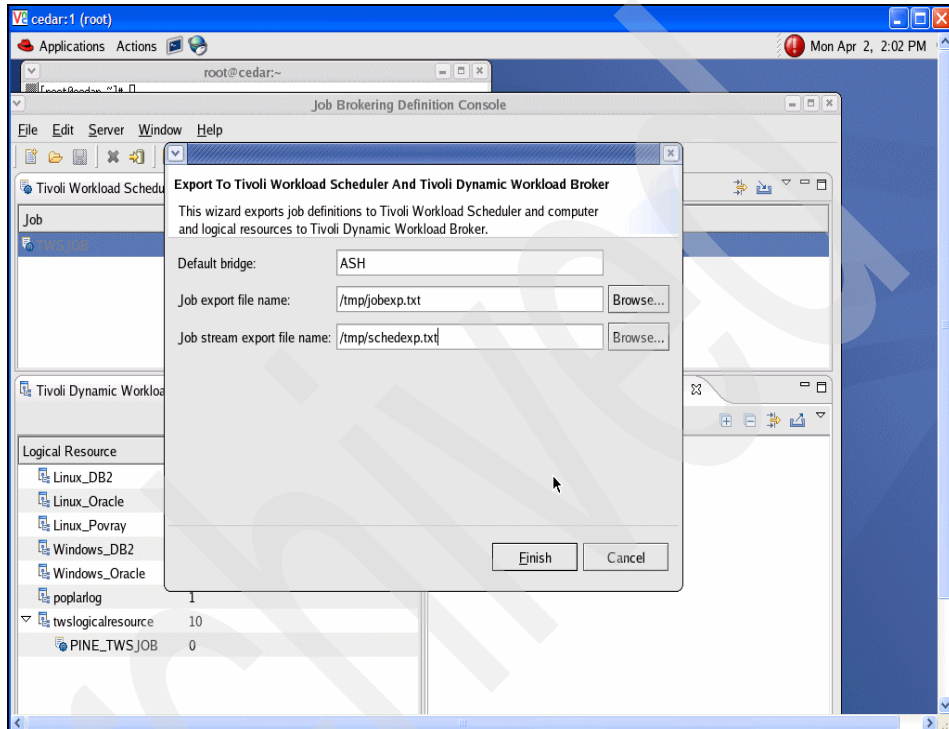 V2 cedar:1 (root)
Applications Actions
Mon Apr 2, 2:02 PM
root@cedar:~
[root@cedar ~]#
Job Brokering Definition Console
File Edit Server Window Help
Tivoli Workload Schedu
Job
TWSJOB
Export To Tivoli Workload Scheduler And Tivoli Dynamic Workload Broker
This wizard exports job definitions to Tivoli Workload Scheduler and computer
and logical resources to Tivoli Dynamic Workload Broker.
Default bridge: ASH
Job export file name: /tmp/jobexp.txt Browse...
Job stream export file name: /tmp/schedexp.txt Browse...
Finish Cancel
Tivoli Dynamic Workloa
Logical Resource
Linux_DB2
Linux_Oracle
Linux_Povray
Windows_DB2
Windows_Oracle
poplarlog 1
twslogicalresource 10
PINE_TWSJOB 0